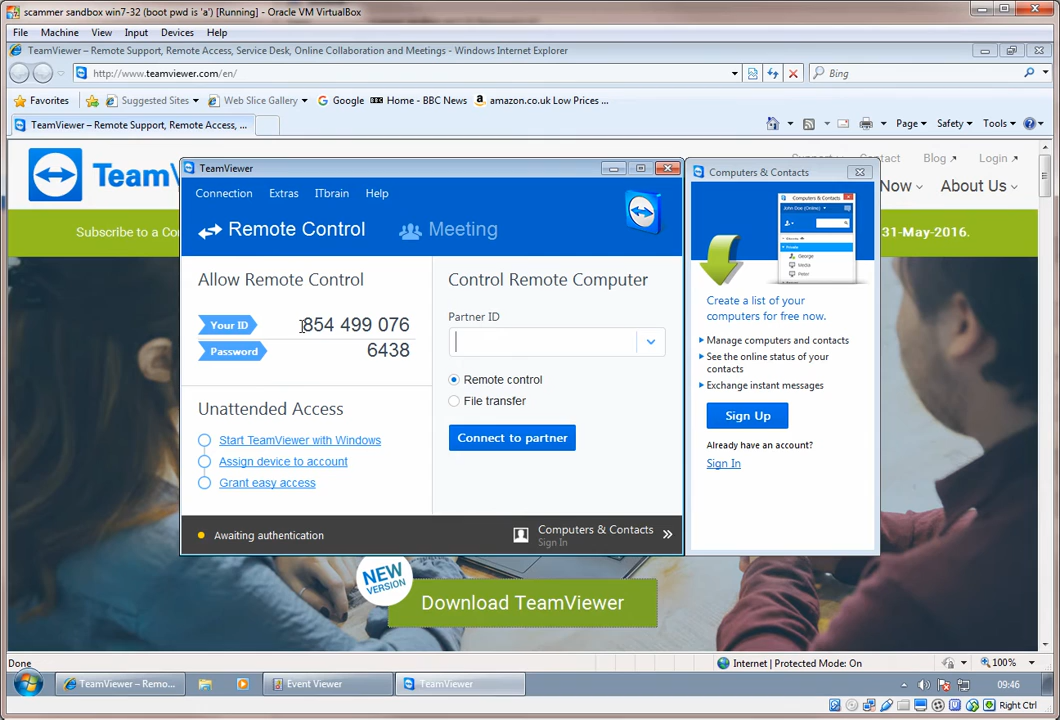 scammer sandbox win7-32 (boot pwd is 'a') [Running] - Oracle VM VirtualBox
File Machine View Input Devices Help
TeamViewer – Remote Support, Remote Access, Service Desk, Online Collaboration and Meetings - Windows Internet Explorer
http://www.teamviewer.com/en/
Bing
Favorites Suggested Sites Web Slice Gallery Google Home - BBC News amazon.co.uk Low Prices ...
TeamViewer – Remote Support, Remote Access, ...
Page Safety Tools
Contact Blog Login
Now About Us
Subscribe to a Co
31-May-2016.
TeamViewer
Connection Extras ITbrain Help
Remote Control Meeting
Allow Remote Control
Your ID 854 499 076
Password 6438
Unattended Access
Start TeamViewer with Windows
Assign device to account
Grant easy access
Control Remote Computer
Partner ID
Remote control
File transfer
Connect to partner
Awaiting authentication
Computers & Contacts
Sign In
Computers & Contacts
Create a list of your
computers for free now.
Manage computers and contacts
See the online status of your
contacts
Exchange instant messages
Sign Up
Already have an account?
Sign In
NEW
VERSION
Download TeamViewer
Done
Internet | Protected Mode: On
100%
TeamViewer – Remo...
Event Viewer
TeamViewer
09:46
Right Ctrl